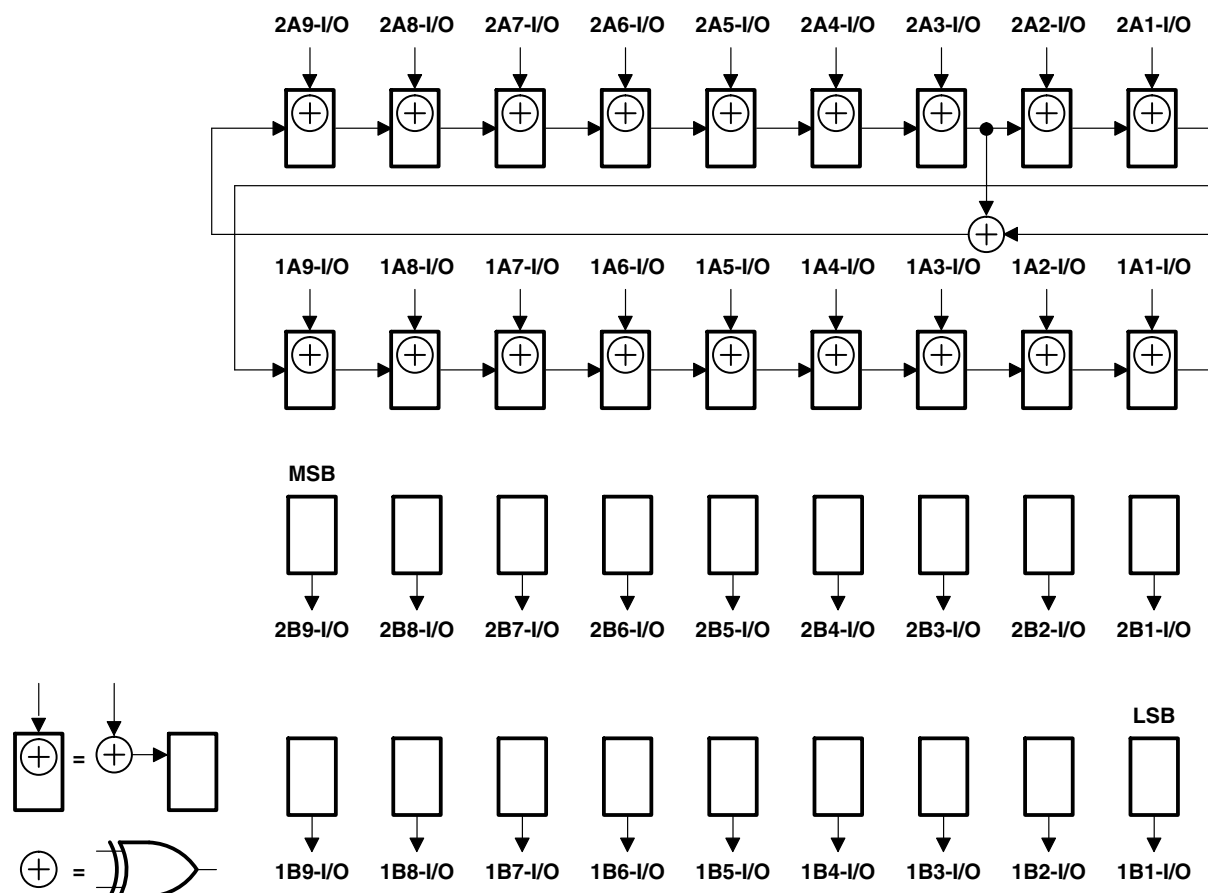 2A9-I/O 2A8-I/O 2A7-I/O 2A6-I/O 2A5-I/O 2A4-I/O 2A3-I/O 2A2-I/O 2A1-I/O
1A9-I/O 1A8-I/O 1A7-I/O 1A6-I/O 1A5-I/O 1A4-I/O 1A3-I/O 1A2-I/O 1A1-I/O
MSB
2B9-I/O 2B8-I/O 2B7-I/O 2B6-I/O 2B5-I/O 2B4-I/O 2B3-I/O 2B2-I/O 2B1-I/O
LSB
=
=
1B9-I/O 1B8-I/O 1B7-I/O 1B6-I/O 1B5-I/O 1B4-I/O 1B3-I/O 1B2-I/O 1B1-I/O